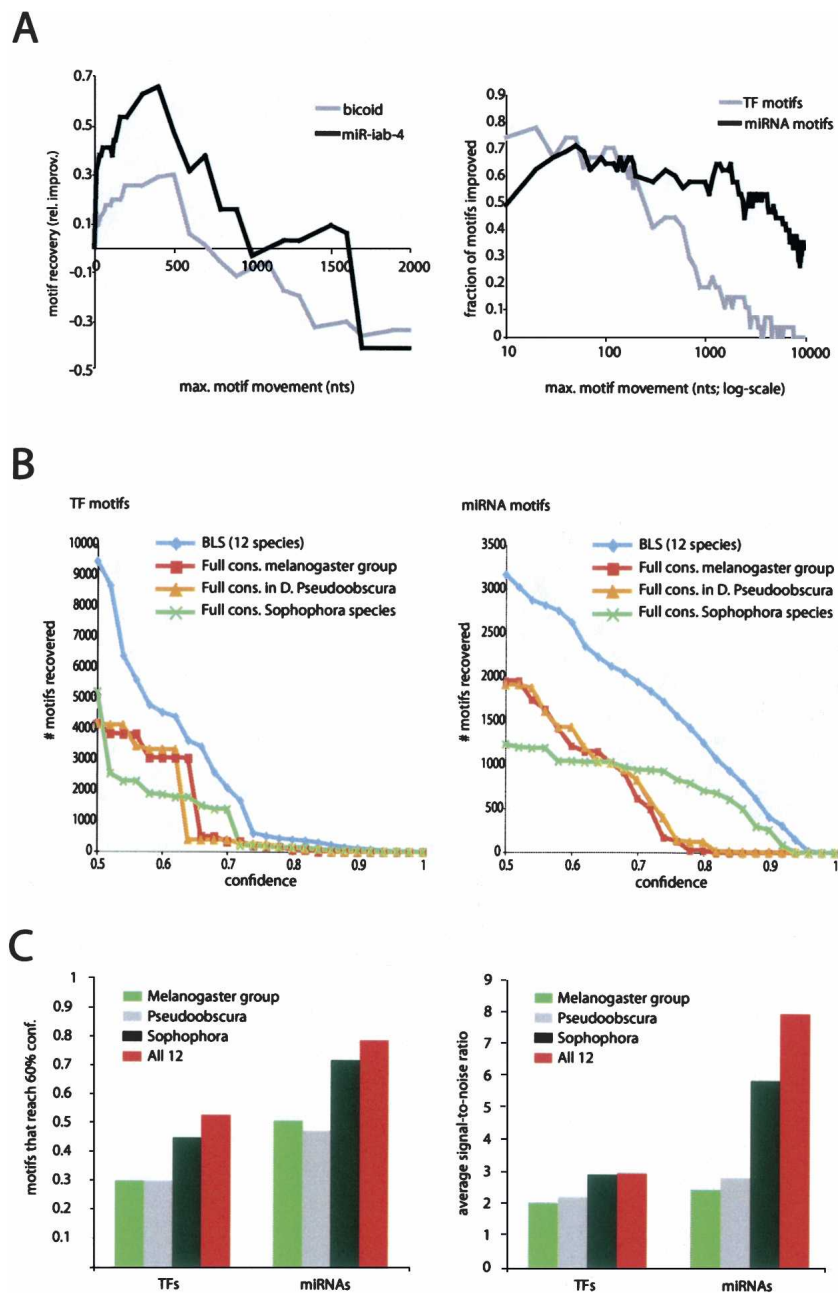 A
0.7
0.5
0.3
0.1
-0.1
-0.3
-0.5
0
500
1000
1500
2000
bicoid
miR-iab-4
motif recovery (rel. improv.)
max. motif movement (nts)
0.9
0.8
0.7
0.6
0.5
0.4
0.3
0.2
0.1
0
10
100
1000
10000
TF motifs
miRNA motifs
fraction of motifs improved
max. motif movement (nts; log-scale)
B
TF motifs
10000
9000
8000
7000
6000
5000
4000
3000
2000
1000
0
# motifs recovered
BLS (12 species)
Full cons. melanogaster group
Full cons. in D. Pseudoobscura
Full cons. Sophophora species
0.5
0.6
0.7
0.8
0.9
1
confidence
miRNA motifs
3500
3000
2500
2000
1500
1000
500
0
# motifs recovered
BLS (12 species)
Full cons. melanogaster group
Full cons. in D. Pseudoobscura
Full cons. Sophophora species
0.5
0.6
0.7
0.8
0.9
1
confidence
C
1
0.9
0.8
0.7
0.6
0.5
0.4
0.3
0.2
0.1
motifs that reach 60% conf.
Melanogaster group
Pseudoobscura
Sophophora
All 12
TFs
miRNAs
9
8
7
6
5
4
3
2
1
0
average signal-to-noise ratio
Melanogaster group
Pseudoobscura
Sophophora
All 12
TFs
miRNAs